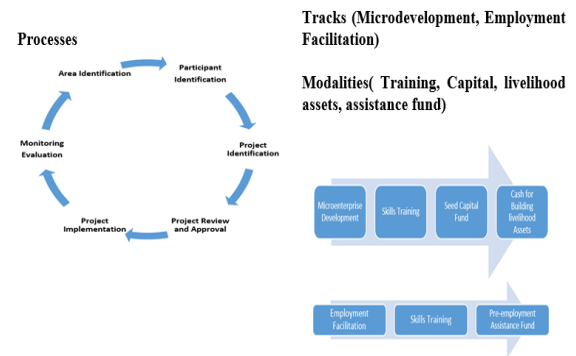 Processes
Area Identification
Participant
Identification
Project
Identification
Project Review
and Approval
Project
Implementation
Monitoring
Evaluation
Tracks (Microdevelopment, Employment
Facilitation)
Modalities( Training, Capital, livelihood
assets, assistance fund)
Microenterprise
Development
Skills Training
Seed Capital
Fund
Cash for
Building
livelihood
Assets
Employment
Facilitation
Skills Training
Pre-employment
Assistance Fund